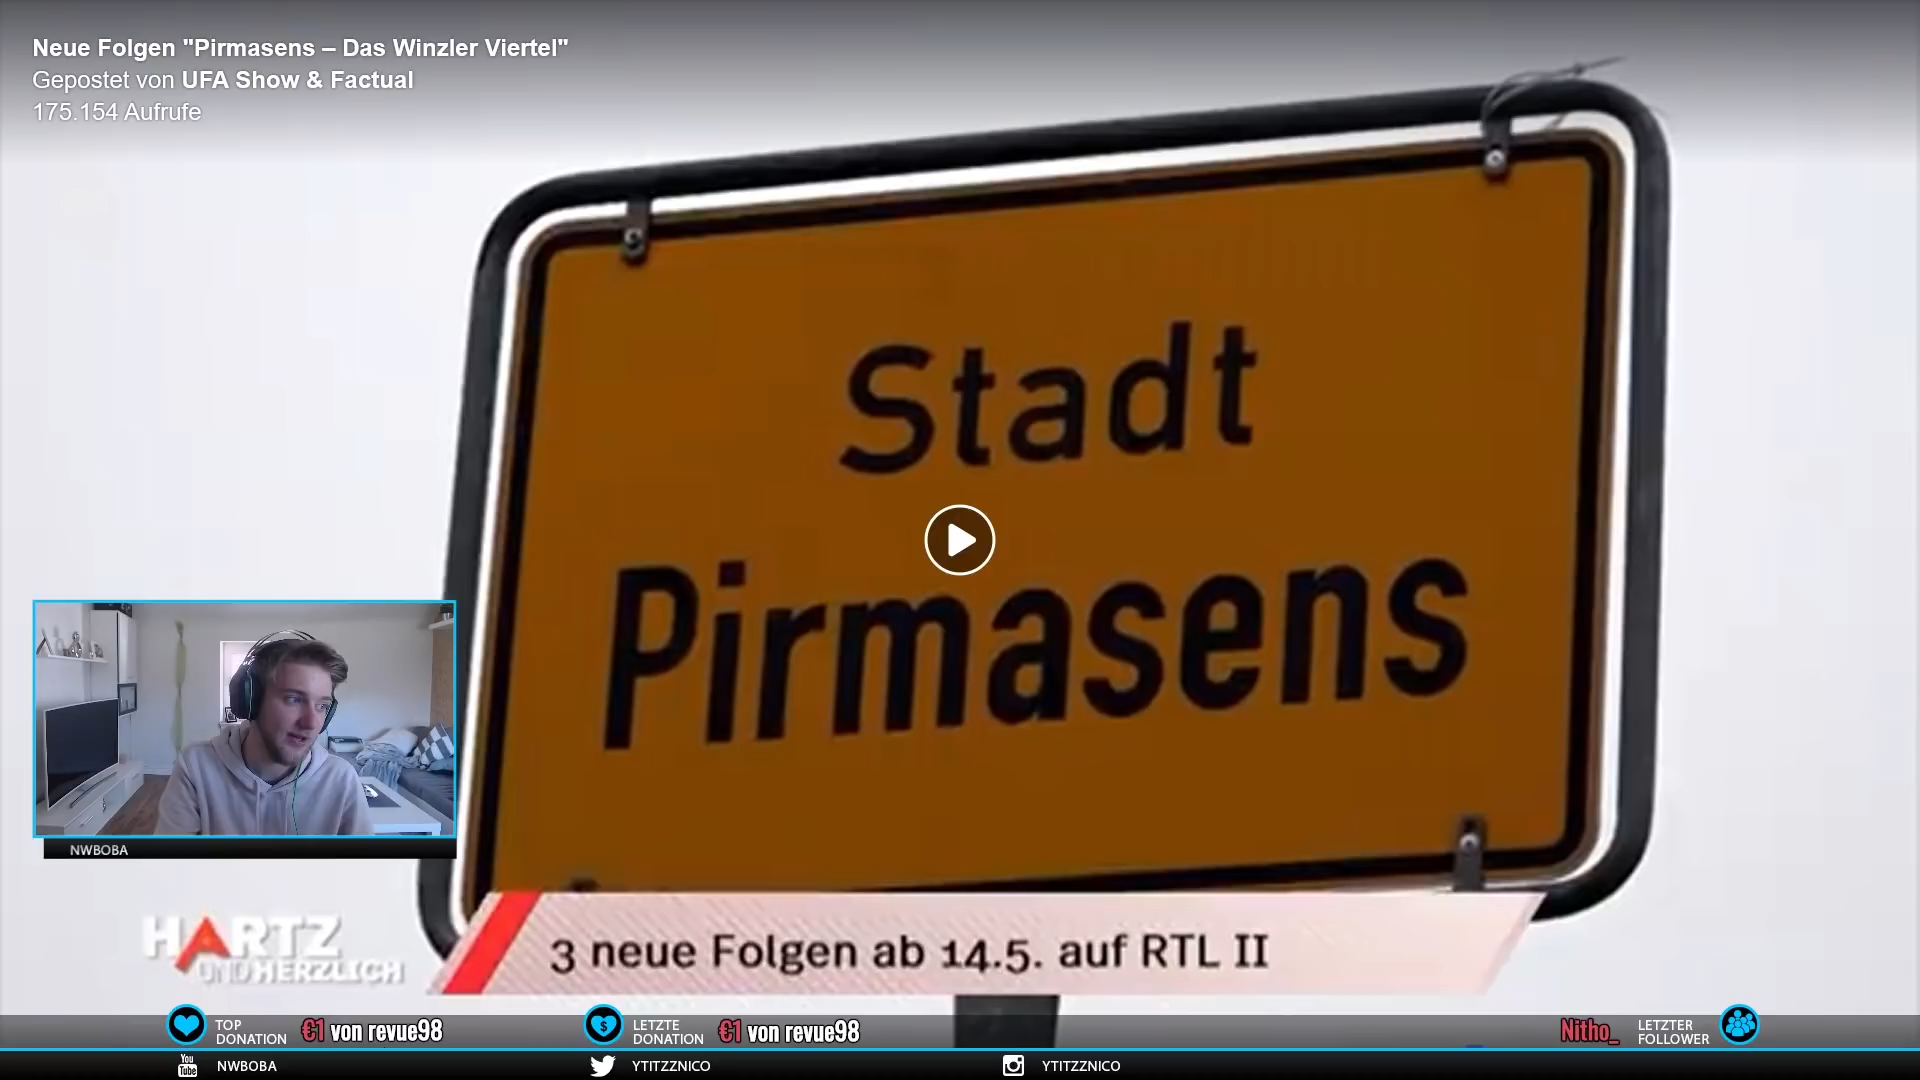 Neue Folgen "Pirmasens – Das Winzler Viertel"
Gepostet von UFA Show & Factual
175.154 Aufrufe
Stadt
Pirmasens
NWBOBA
HARTZ
UND HERZLICH
3 neue Folgen ab 14.5. auf RTL II
TOP
DONATION
€1 von revue98
LETZTE
DONATION
€1 von revue98
Nitho_
LETZTER
FOLLOWER
You
Tube
NWBOBA
YTITZZNICO
YTITZZNICO